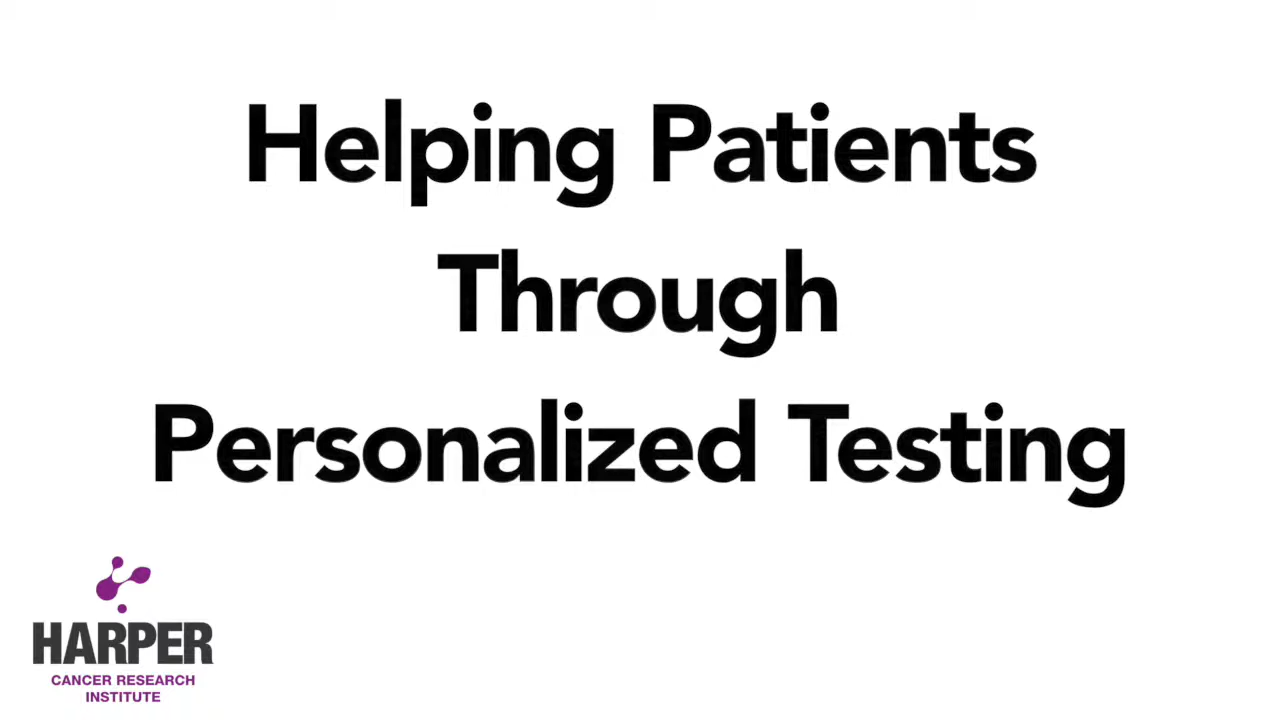 Helping Patients
Through
Personalized Testing
HARPER
CANCER RESEARCH
INSTITUTE